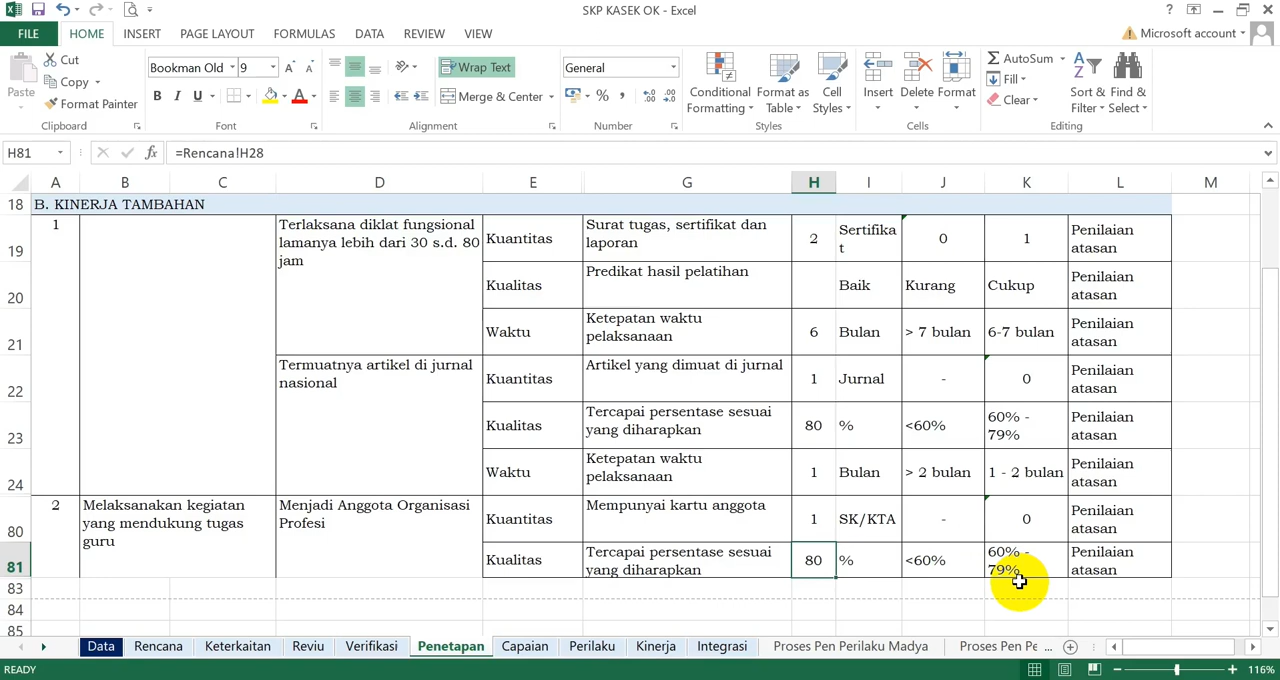 SKP KASEK OK - Excel
?
FILE HOME INSERT PAGE LAYOUT FORMULAS DATA REVIEW VIEW Microsoft account
Paste Cut Copy Format Painter
Bookman Old 9
B I U A
Wrap Text
Merge & Center
General
% ,
Conditional Formatting Format as Table Cell Styles
Insert Delete Format
AutoSum Fill Clear
Sort & Filter Find & Select
Clipboard Font Alignment Number Styles Cells Editing
H81 fx =Rencana!H28
A B C D E F G H I J K L M
18 B. KINERJA TAMBAHAN
19 1 Terlaksana diklat fungsional lamanya lebih dari 30 s.d. 80 jam Kuantitas Surat tugas, sertifikat dan laporan 2 Sertifikat 0 1 Penilaian atasan
20 Kualitas Predikat hasil pelatihan Baik Kurang Cukup Penilaian atasan
21 Waktu Ketepatan waktu pelaksanaan 6 Bulan > 7 bulan 6-7 bulan Penilaian atasan
22 Termuatnya artikel di jurnal nasional Kuantitas Artikel yang dimuat di jurnal 1 Jurnal - 0 Penilaian atasan
23 Kualitas Tercapai persentase sesuai yang diharapkan 80 % <60% 60% - 79% Penilaian atasan
24 Waktu Ketepatan waktu pelaksanaan 1 Bulan > 2 bulan 1 - 2 bulan Penilaian atasan
80 2 Melaksanakan kegiatan yang mendukung tugas guru Menjadi Anggota Organisasi Profesi Kuantitas Mempunyai kartu anggota 1 SK/KTA - 0 Penilaian atasan
81 Kualitas Tercapai persentase sesuai yang diharapkan 80 % <60% 60% - 79% Penilaian atasan
83
84
85
Data Rencana Keterkaitan Reviu Verifikasi Penetapan Capaian Perilaku Kinerja Integrasi Proses Pen Perilaku Madya Proses Pen Pe ...
READY 116%